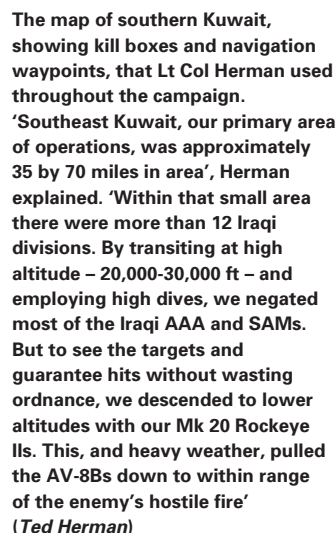 The map of southern Kuwait,
showing kill boxes and navigation
waypoints, that Lt Col Herman used
throughout the campaign.
‘Southeast Kuwait, our primary area
of operations, was approximately
35 by 70 miles in area’, Herman
explained. ‘Within that small area
there were more than 12 Iraqi
divisions. By transiting at high
altitude – 20,000-30,000 ft – and
employing high dives, we negated
most of the Iraqi AAA and SAMs.
But to see the targets and
guarantee hits without wasting
ordnance, we descended to lower
altitudes with our Mk 20 Rockeye
IIs. This, and heavy weather, pulled
the AV-8Bs down to within range
of the enemy’s hostile fire’
(Ted Herman)